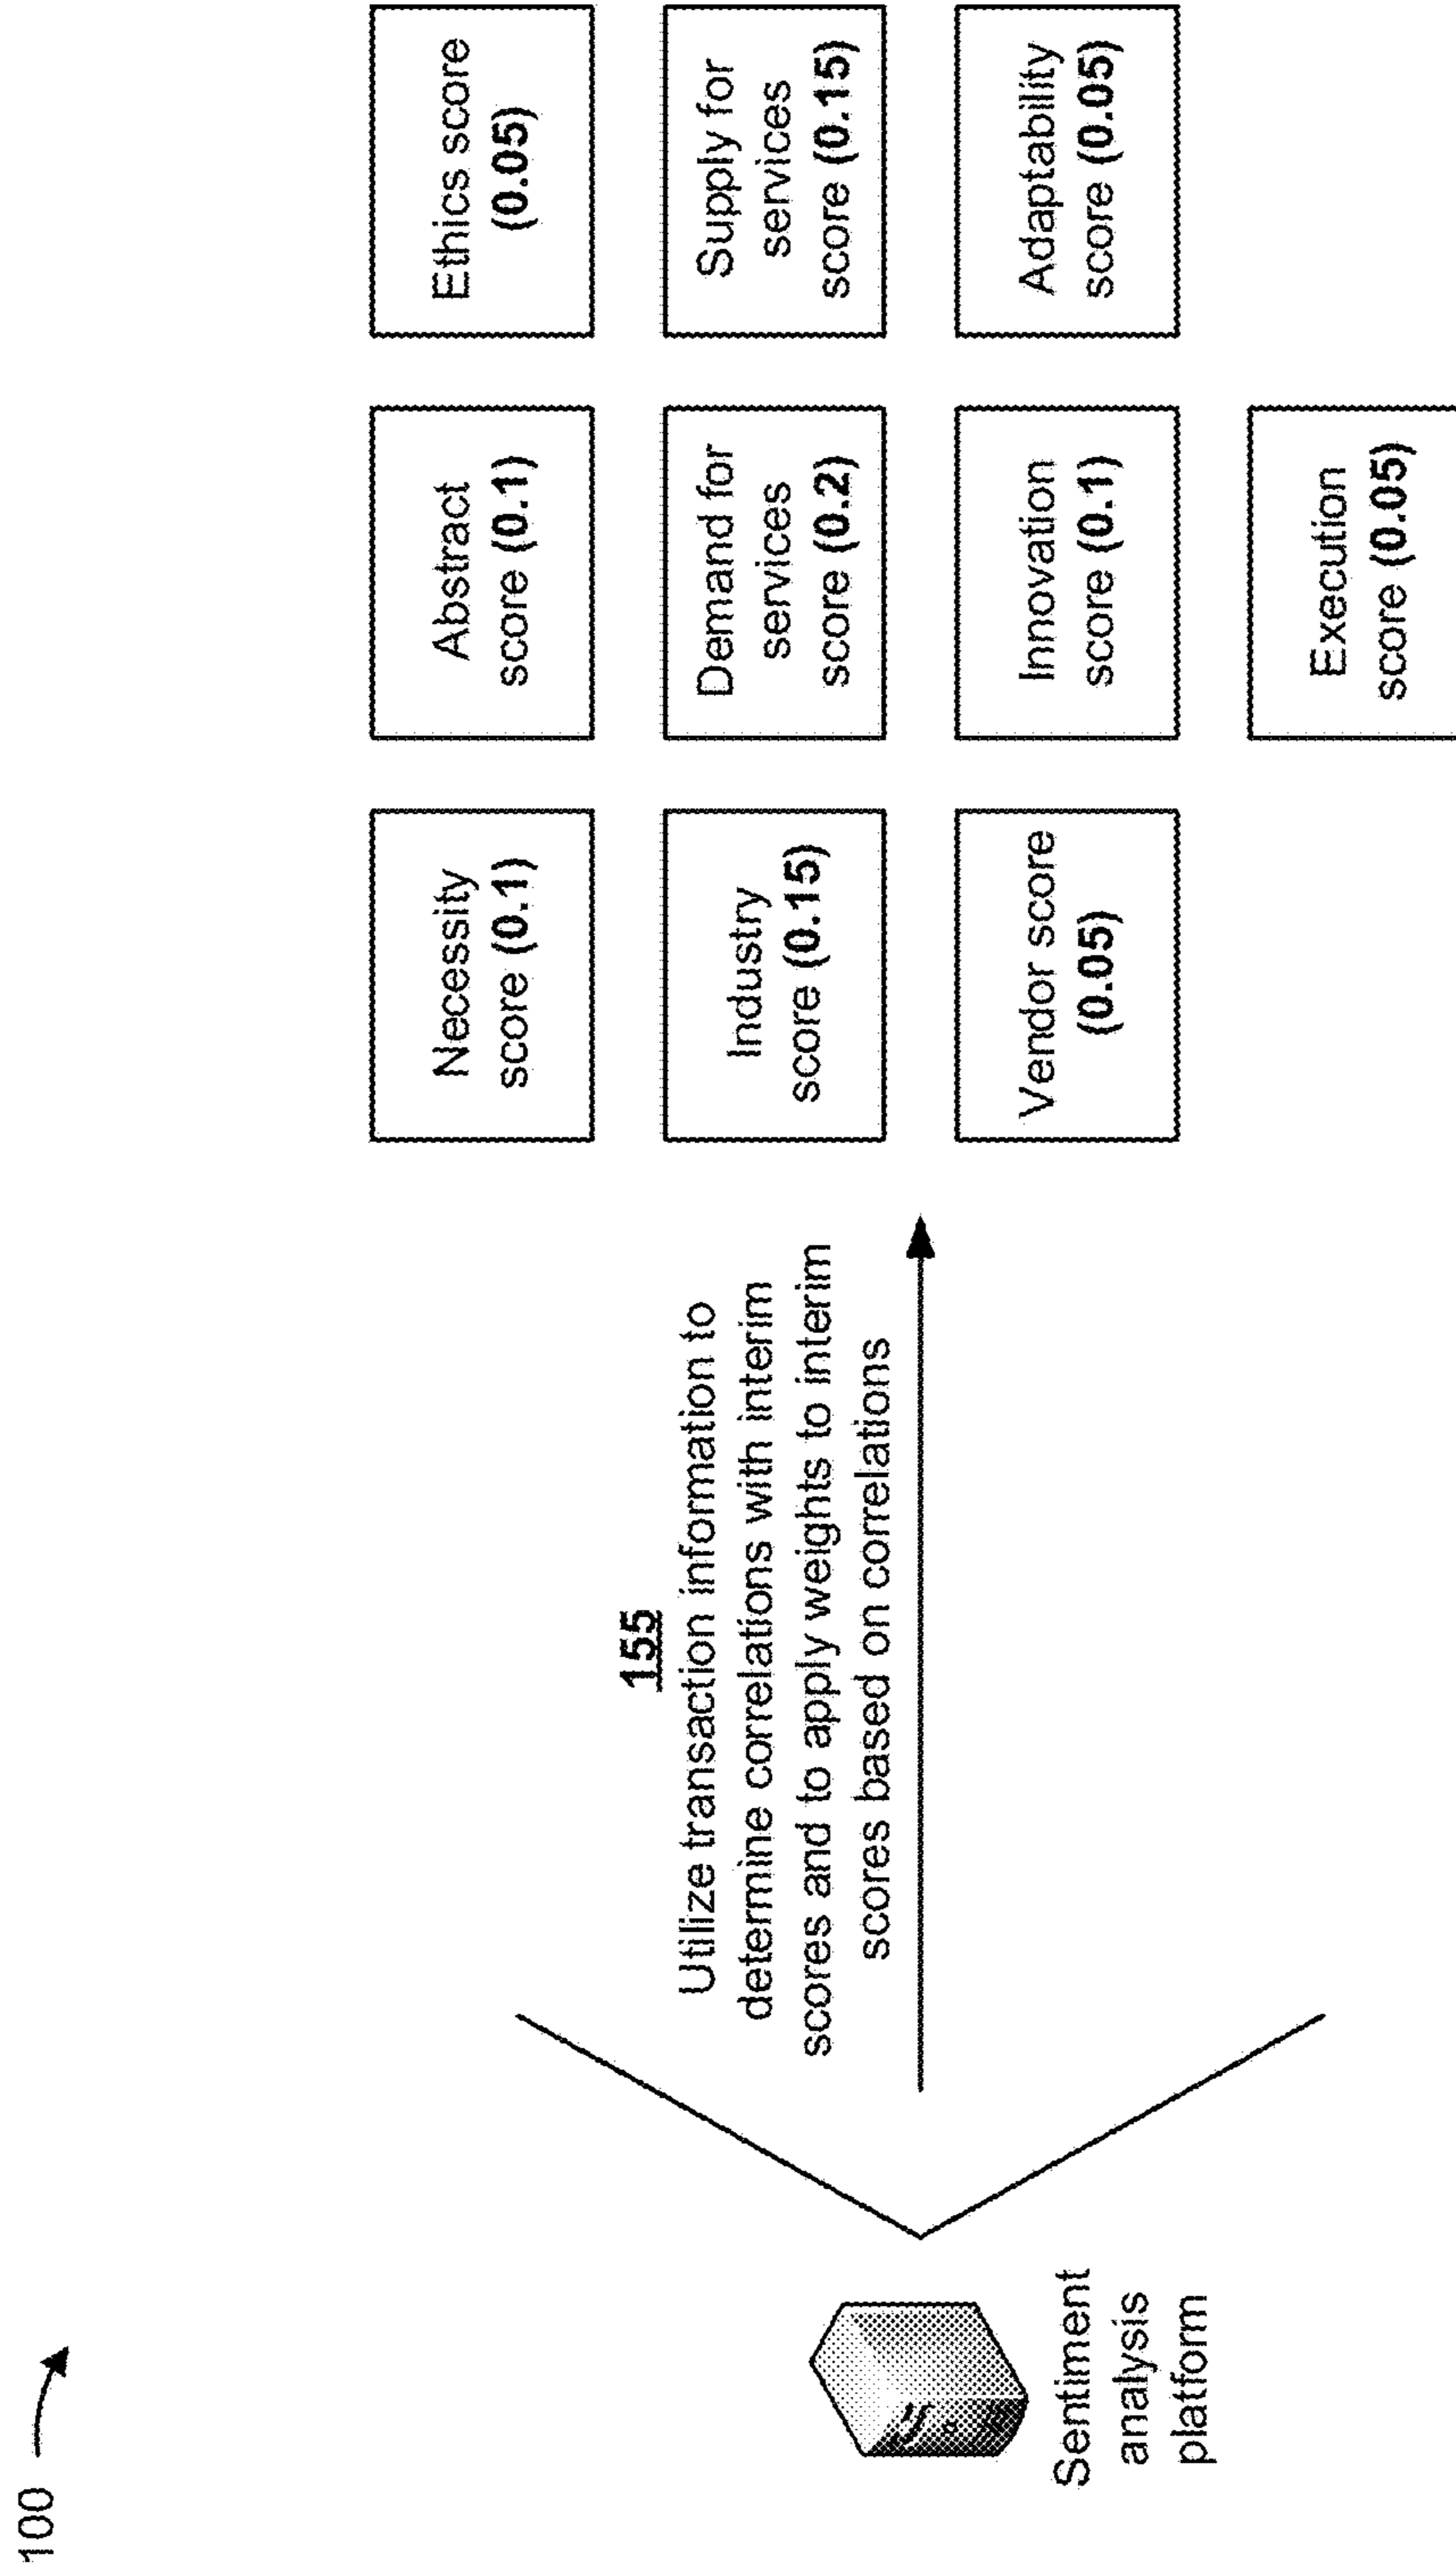 100
155
Utilize transaction information to
determine correlations with interim
scores and to apply weights to interim
scores based on correlations
Sentiment
analysis
platform
Necessity
score (0.1)
Abstract
score (0.1)
Ethics score
(0.05)
Industry
score (0.15)
Demand for
services
score (0.2)
Supply for
services
score (0.15)
Vendor score
(0.05)
Innovation
score (0.1)
Adaptability
score (0.05)
Execution
score (0.05)